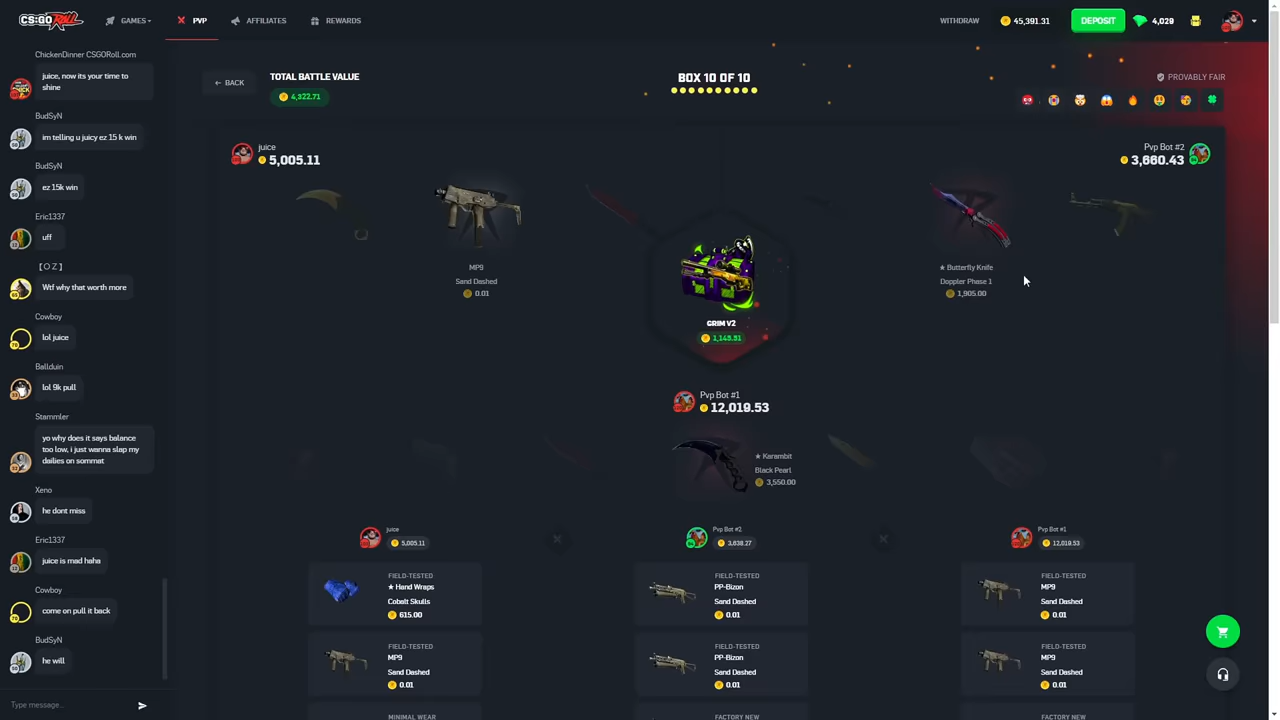 CS:GO ROLL
GAMES
PVP
AFFILIATES
REWARDS
WITHDRAW
45,391.31
DEPOSIT
4,029
ChickenDinner CSGORoll.com
juice, now its your time to
shine
BudSyN
im telling u juicy ez 15 k win
BudSyN
ez 15k win
Eric1337
uff
[ O Z ]
Wtf why that worth more
Cowboy
lol juice
Ballduin
lol 9k pull
Stammler
yo why does it says balance
too low, i just wanna slap my
dailies on sommat
Xeno
he dont miss
Eric1337
juice is mad haha
Cowboy
come on pull it back
BudSyN
he will
Type message...
← BACK
TOTAL BATTLE VALUE
4,322.71
BOX 10 OF 10
PROVABLY FAIR
juice
5,005.11
Pvp Bot #2
3,660.43
MP9
Sand Dashed
0.01
GRIM V2
★ Butterfly Knife
Doppler Phase 1
1,905.00
Pvp Bot #1
12,019.53
★ Karambit
Black Pearl
3,550.00
juice
5,005.11
Pvp Bot #2
Pvp Bot #1
12,019.53
FIELD-TESTED
★ Hand Wraps
Cobalt Skulls
615.00
FIELD-TESTED
PP-Bizon
Sand Dashed
0.01
FIELD-TESTED
MP9
Sand Dashed
0.01
FIELD-TESTED
MP9
Sand Dashed
0.01
FIELD-TESTED
PP-Bizon
Sand Dashed
0.01
FIELD-TESTED
MP9
Sand Dashed
0.01
MINIMAL WEAR
FACTORY NEW
FACTORY NEW